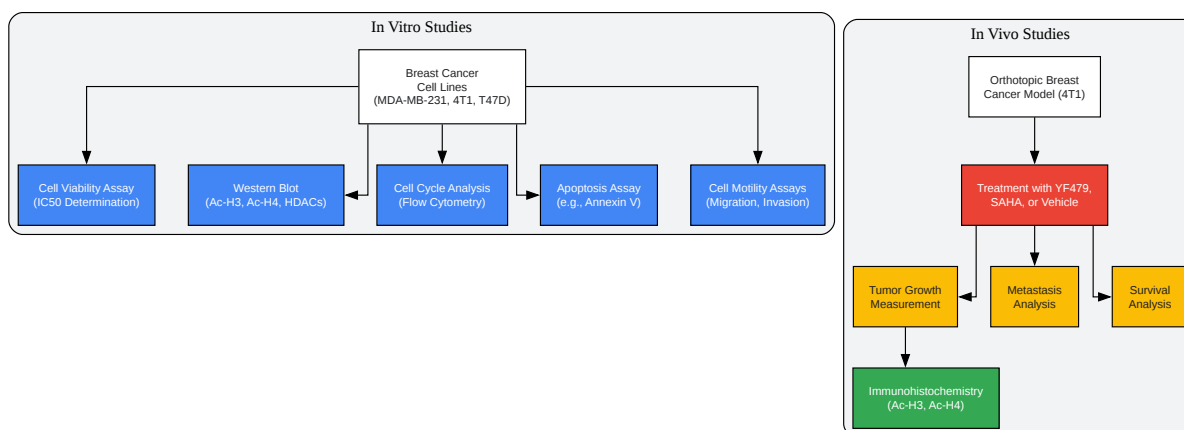 In Vitro Studies
Breast Cancer
Cell Lines
(MDA-MB-231, 4T1, T47D)
Cell Viability Assay
(IC50 Determination)
Western Blot
(Ac-H3, Ac-H4, HDACs)
Cell Cycle Analysis
(Flow Cytometry)
Apoptosis Assay
(e.g., Annexin V)
Cell Motility Assays
(Migration, Invasion)
In Vivo Studies
Orthotopic Breast
Cancer Model (4T1)
Treatment with YF479,
SAHA, or Vehicle
Tumor Growth
Measurement
Metastasis
Analysis
Survival
Analysis
Immunohistochemistry
(Ac-H3, Ac-H4)